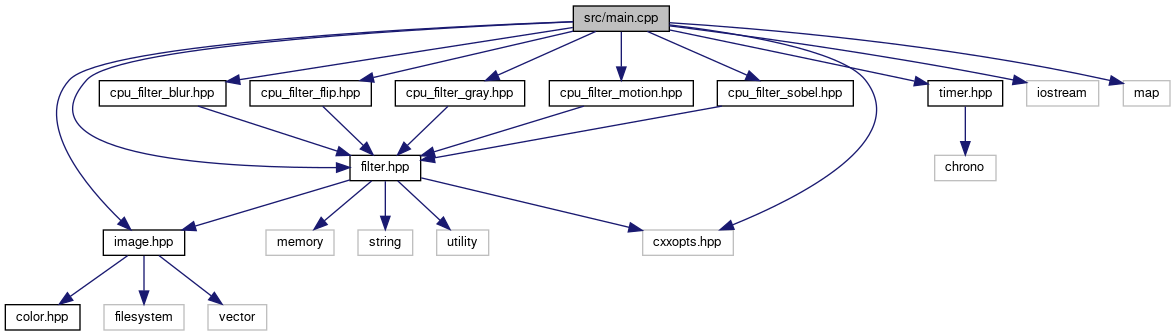 src/main.cpp
cpu_filter_blur.hpp
cpu_filter_flip.hpp
cpu_filter_gray.hpp
cpu_filter_motion.hpp
cpu_filter_sobel.hpp
timer.hpp
iostream
map
filter.hpp
chrono
image.hpp
memory
string
utility
cxxopts.hpp
color.hpp
filesystem
vector